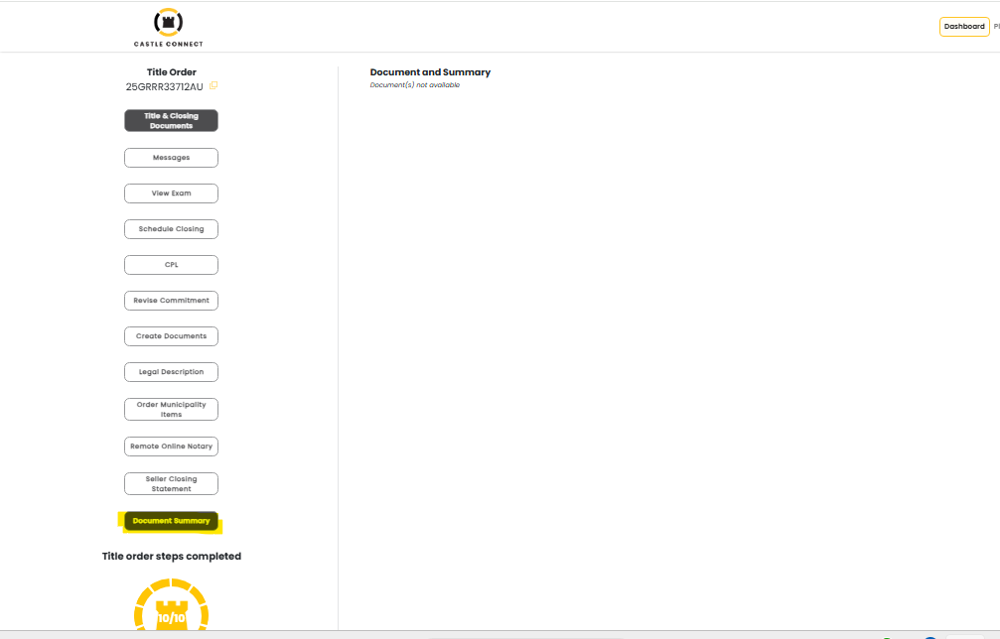 CASTLE CONNECT
Dashboard
Title Order
25GRRR33712AU
Title & Closing
Documents
Messages
View Exam
Schedule Closing
CPL
Revise Commitment
Create Documents
Legal Description
Order Municipality
Items
Remote Online Notary
Seller Closing
Statement
Document Summary
Title order steps completed
10/10
Document and Summary
Document(s) not available